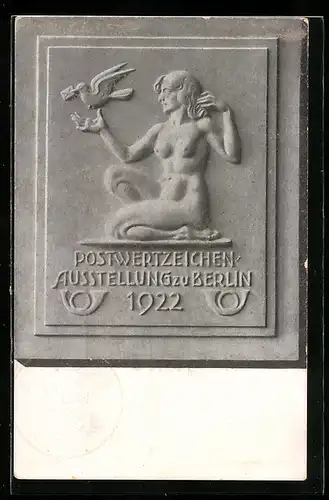 POSTWERTZEICHEN-
AUSSTELLUNG ZU BERLIN
1922